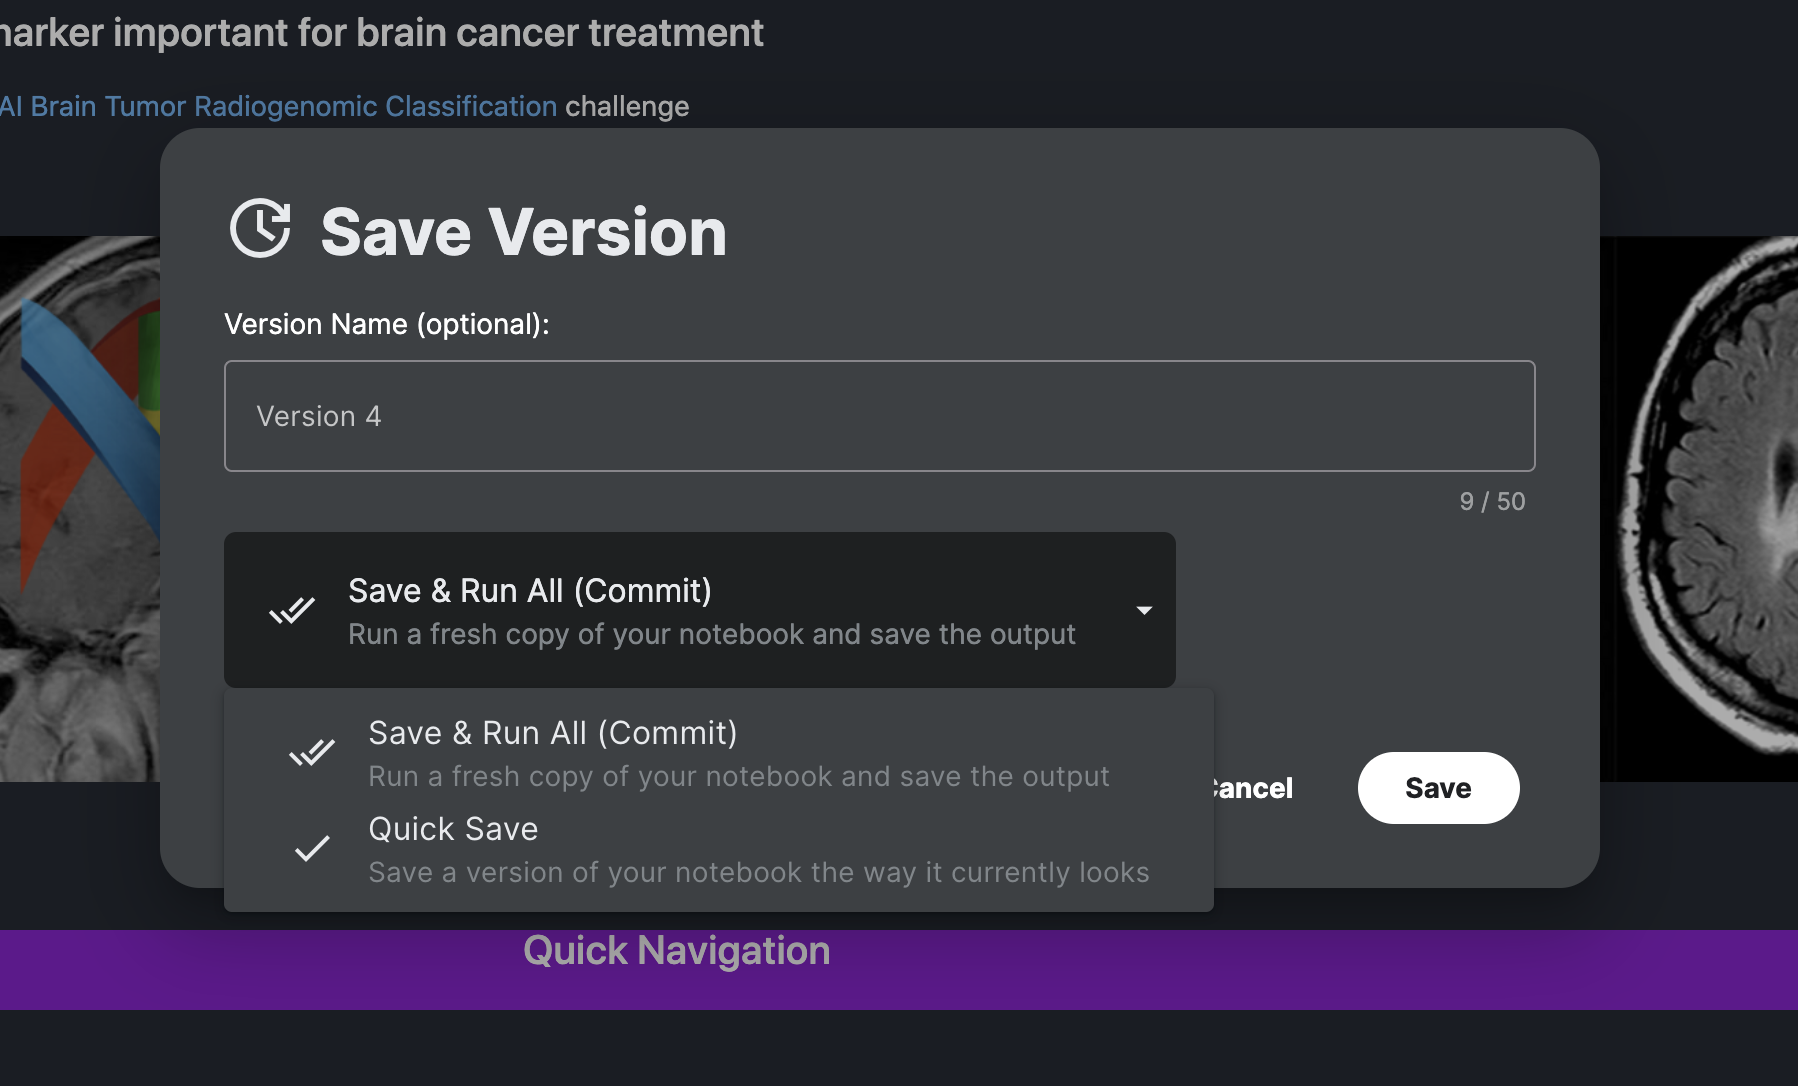 important for brain cancer treatment
AI Brain Tumor Radiogenomic Classification challenge
Save Version
Version Name (optional):
Version 4
9 / 50
Save & Run All (Commit)
Run a fresh copy of your notebook and save the output
Save & Run All (Commit)
Run a fresh copy of your notebook and save the output
Quick Save
Save a version of your notebook the way it currently looks
Cancel
Save
Quick Navigation